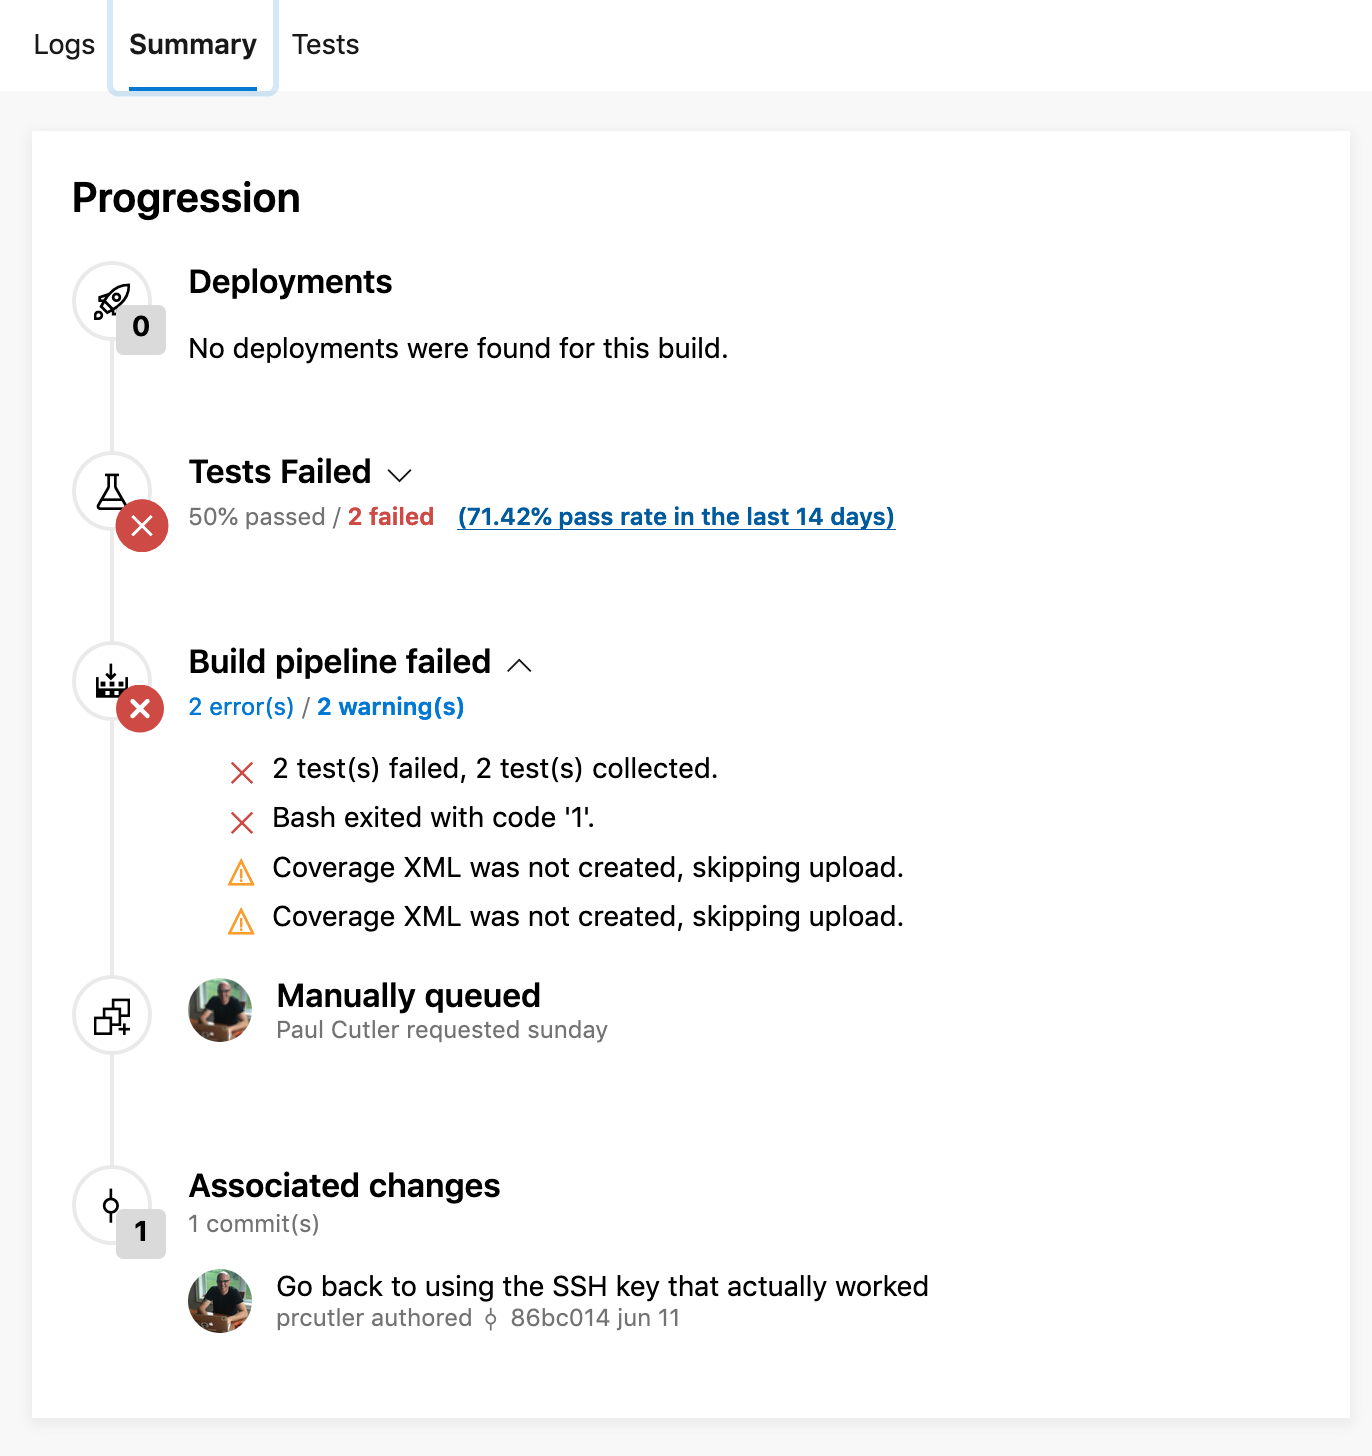 Logs Summary Tests
Progression
Deployments
0
No deployments were found for this build.
Tests Failed
50% passed / 2 failed (71.42% pass rate in the last 14 days)
Build pipeline failed
2 error(s) / 2 warning(s)
2 test(s) failed, 2 test(s) collected.
Bash exited with code '1'.
Coverage XML was not created, skipping upload.
Coverage XML was not created, skipping upload.
Manually queued
Paul Cutler requested sunday
Associated changes
1 commit(s)
1
Go back to using the SSH key that actually worked
prcutler authored 86bc014 jun 11